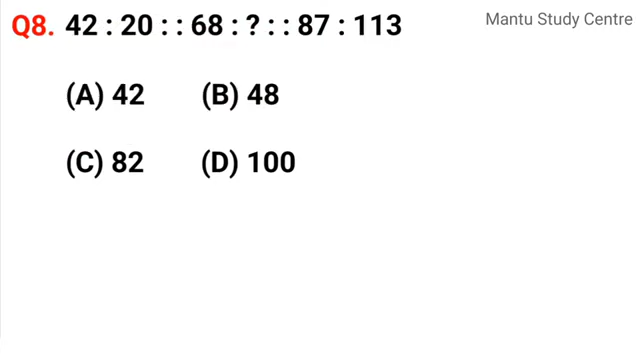 Mantu Study Centre
Q8. 42 : 20 : : 68 : ? : : 87 : 113
(A) 42 (B) 48
(C) 82 (D) 100